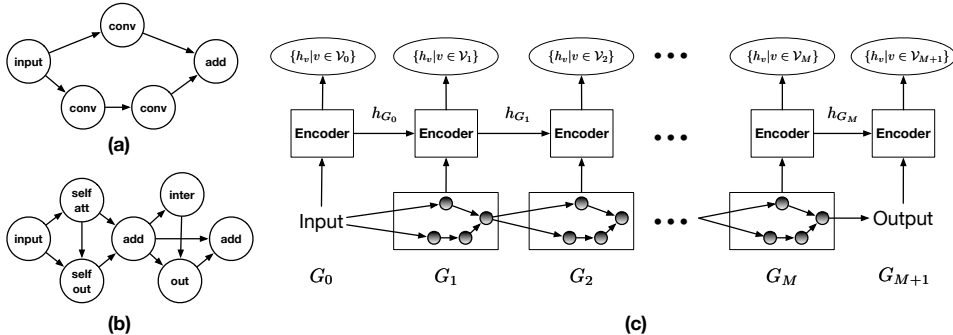 conv
input
add
conv
conv
(a)
self
att
inter
input
add
add
self
out
out
(b)
{h_v|v ∈ V_0}
{h_v|v ∈ V_1}
{h_v|v ∈ V_2}
•••
{h_v|v ∈ V_M}
{h_v|v ∈ V_{M+1}}
h_{G_0}
h_{G_1}
h_{G_M}
Encoder
Encoder
Encoder
•••
Encoder
Encoder
Input
•••
Output
G_0
G_1
G_2
G_M
G_{M+1}
(c)